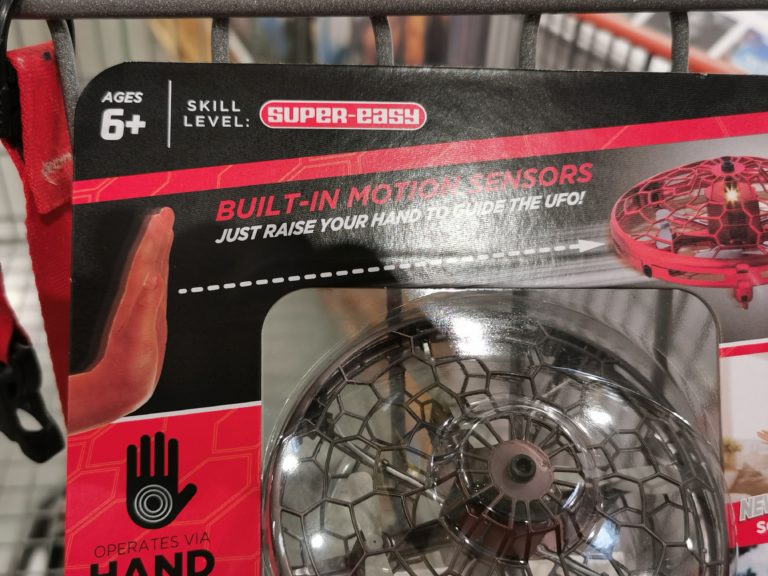 AGES
6+
SKILL
LEVEL:
SUPER-EASY
BUILT-IN MOTION SENSORS
JUST RAISE YOUR HAND TO GUIDE THE UFO!
OPERATES VIA
HAND